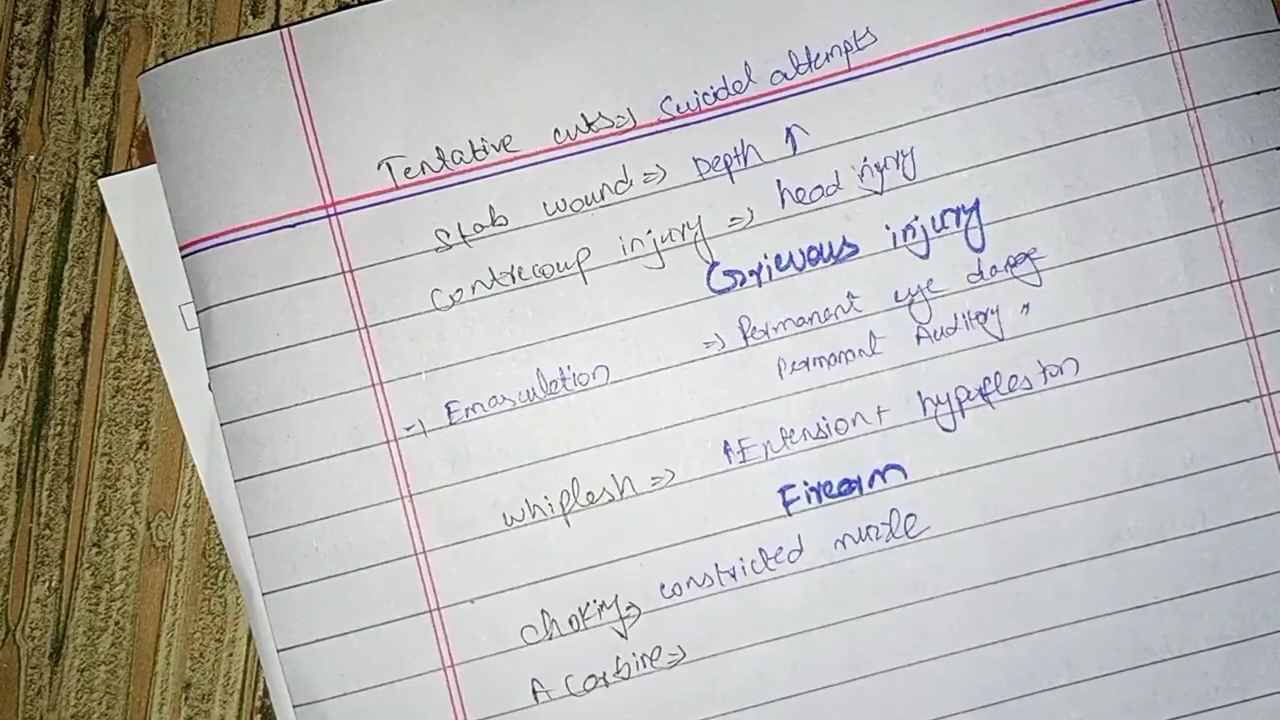 Tentative cuts => Suicidal attempts
Stab wound => Depth ↑
Contrecoup injury => head injury
Grievous injury
=> Permanent eye damage
Permanent Auditory "
=> Emasculation
whiplash => ↑Extension + hyperflexion
Firearm
choking => constricted muzzle
A Carbine =>